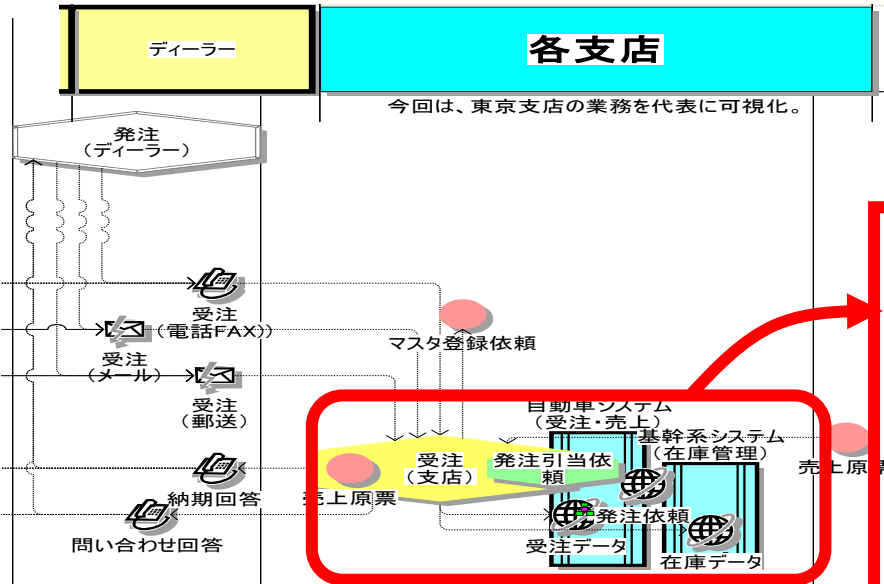 ディーラー
各支店
今回は、東京支店の業務を代表に可視化。
発注
（ディーラー）
受注
（電話FAX)）
マスタ登録依頼
受注
（メール）
受注
（郵送）
自動車システム
（受注・売上）
基幹系システム
（在庫管理）
受注
（支店）
発注引当依
頼
売上原票
納期回答
売上原票
発注依頼
問い合わせ回答
受注データ
在庫データ